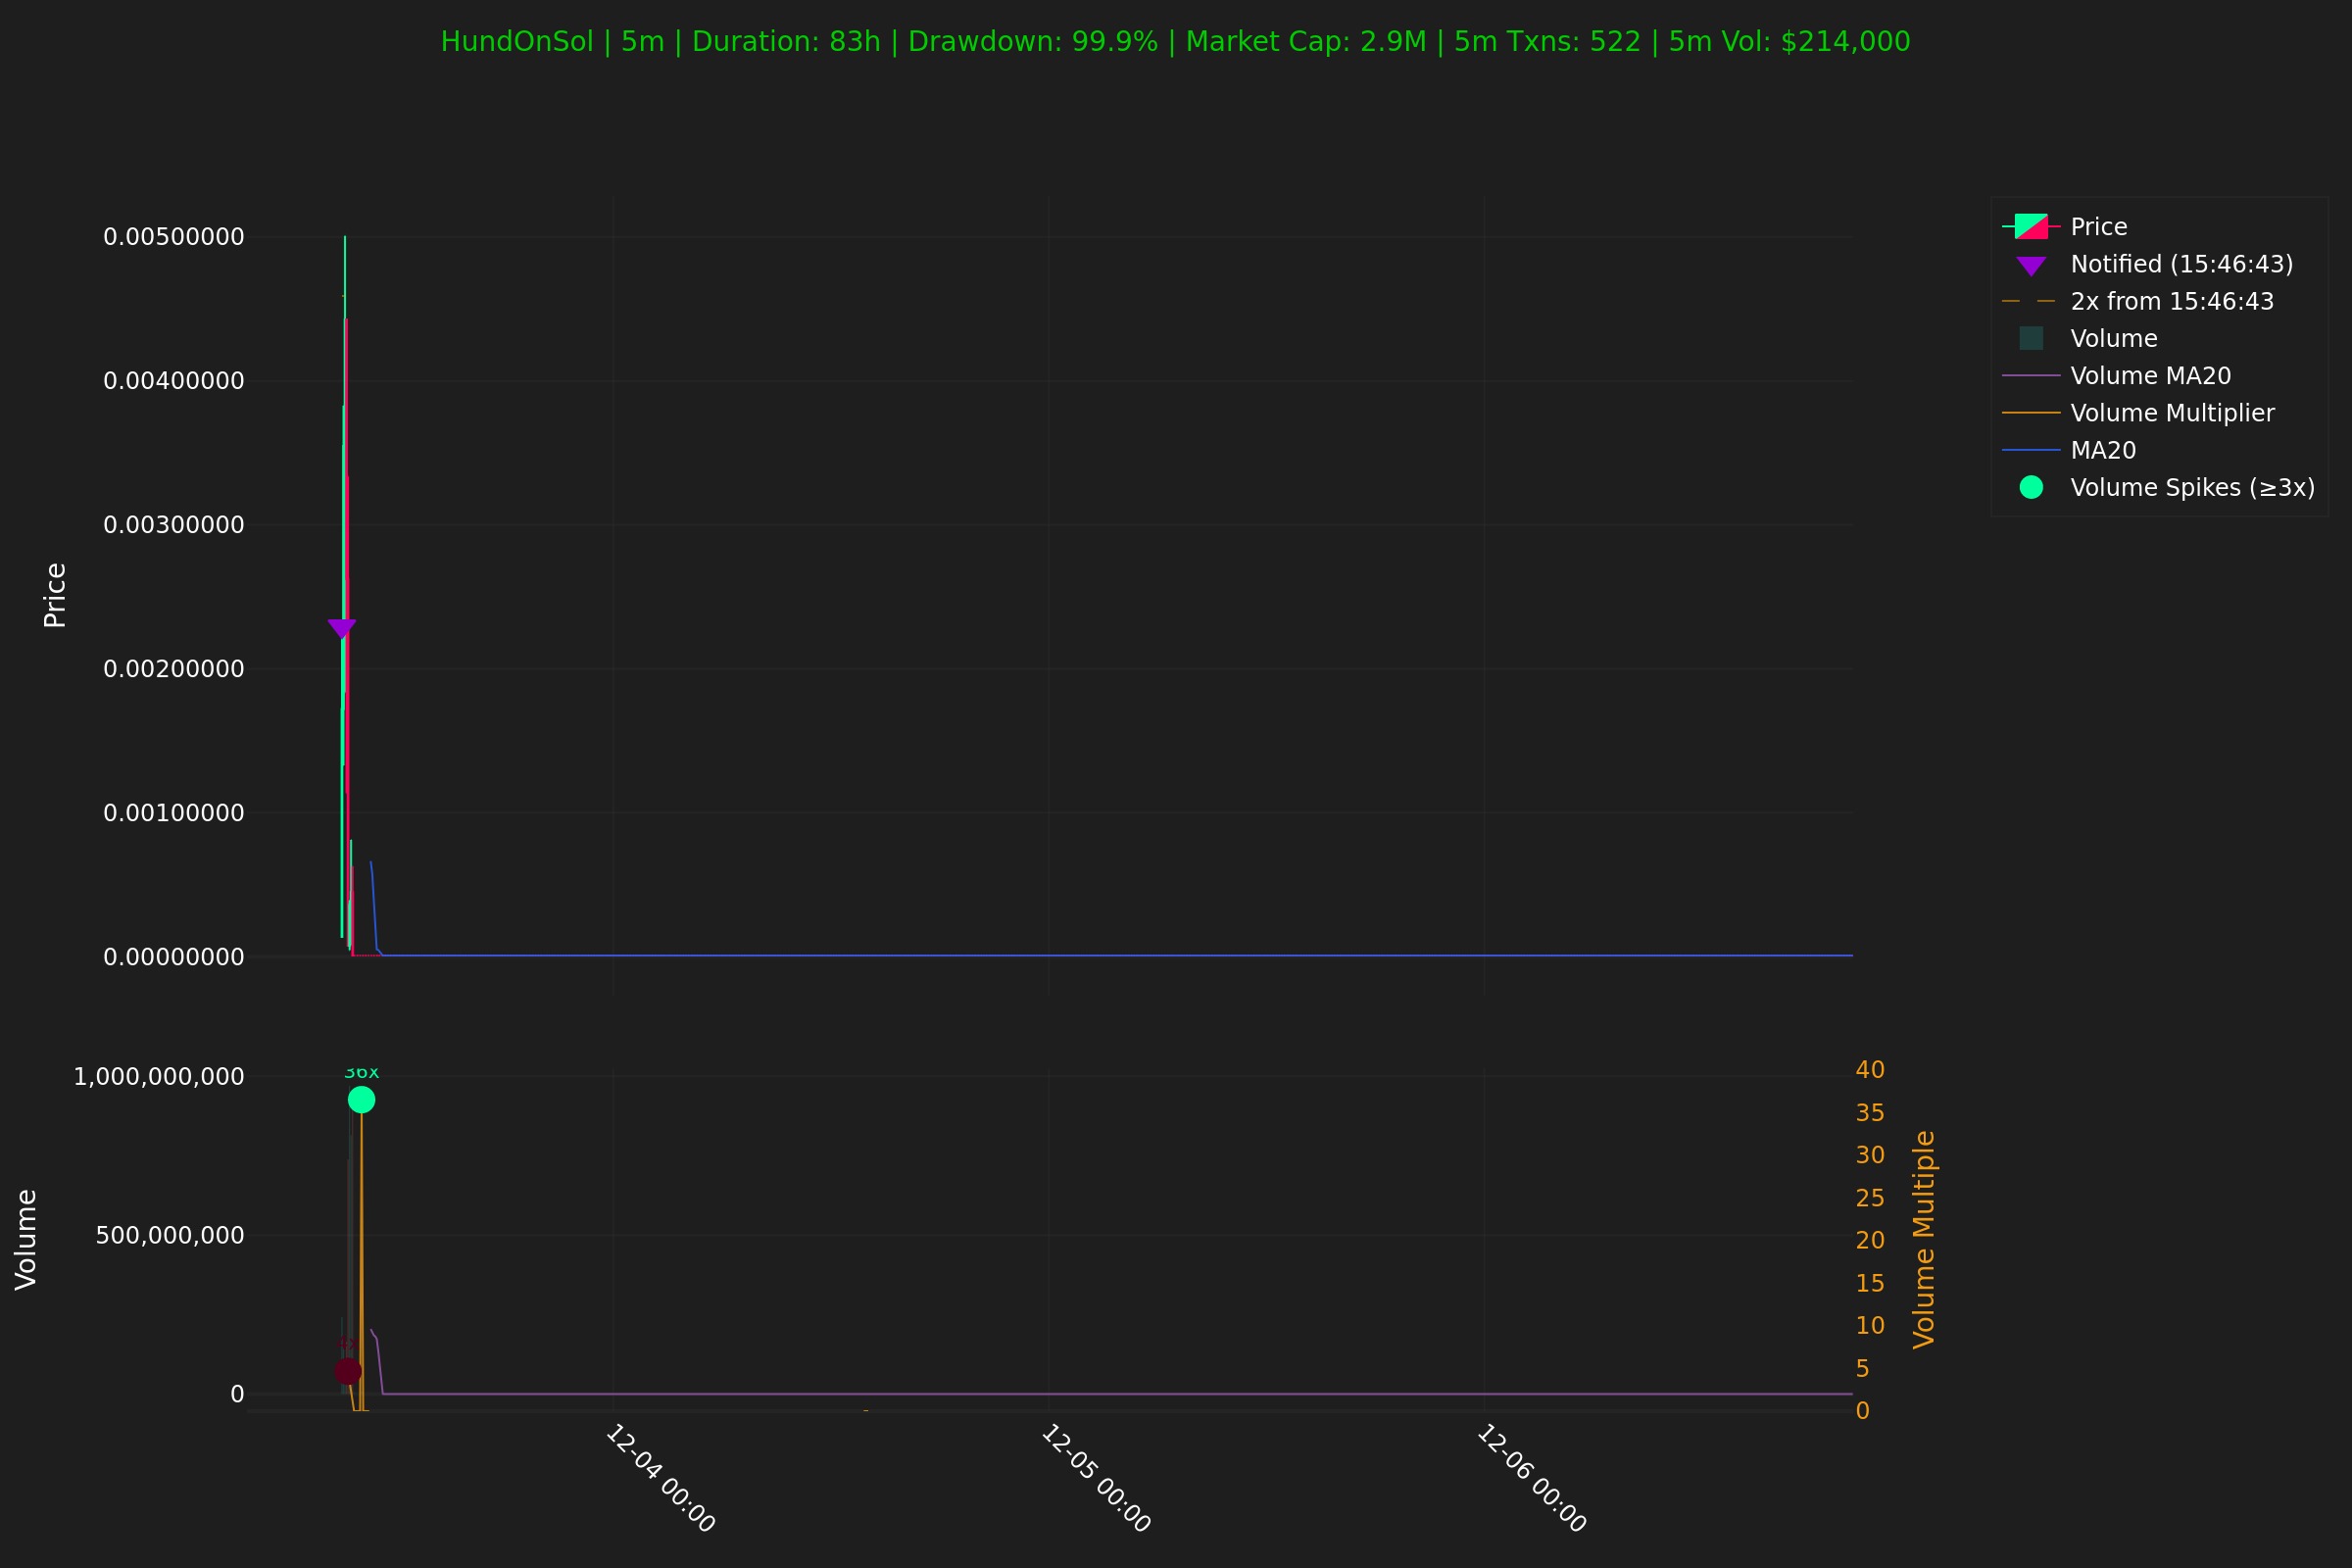 HundOnSol | 5m | Duration: 83h | Drawdown: 99.9% | Market Cap: 2.9M | 5m Txns: 522 | 5m Vol: $214,000
Price
0.00500000
0.00400000
0.00300000
0.00200000
0.00100000
0.00000000
Price
Notified (15:46:43)
2x from 15:46:43
Volume
Volume MA20
Volume Multiplier
MA20
Volume Spikes (≥3x)
Volume
1,000,000,000
500,000,000
0
36x
40
35
30
25
20
15
10
5
0
Volume Multiple
12-04 00:00
12-05 00:00
12-06 00:00